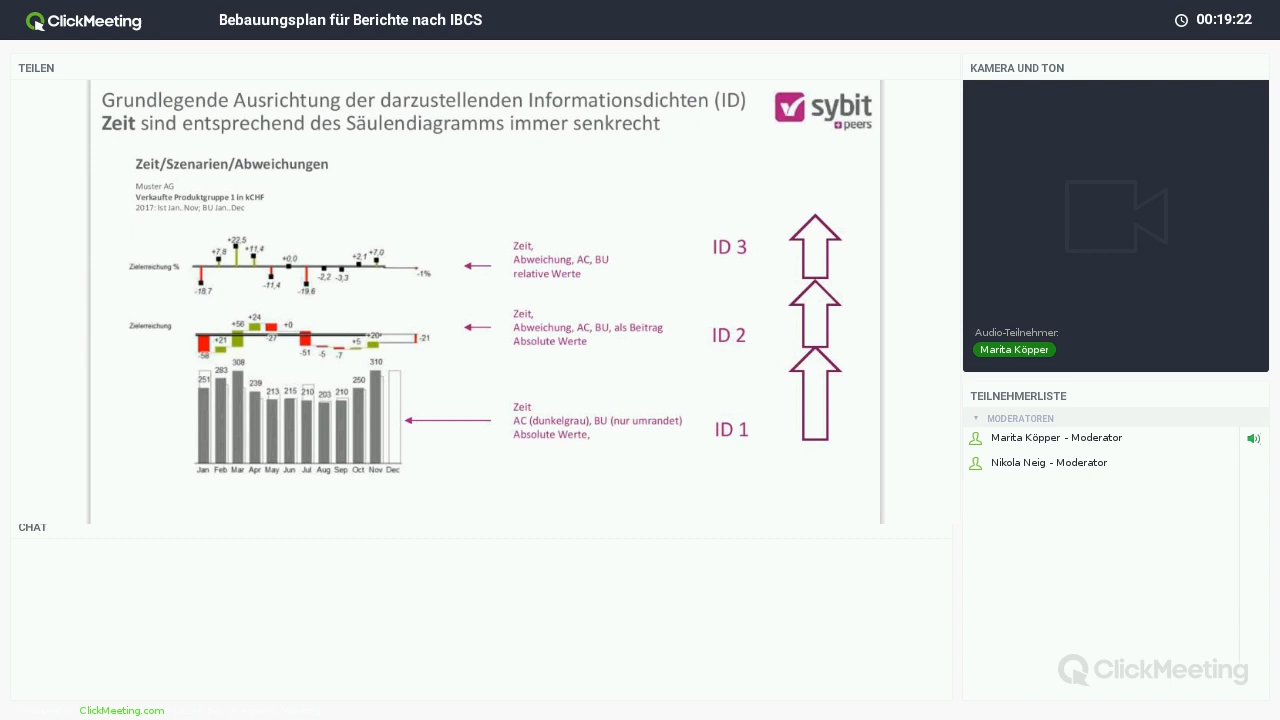 ClickMeeting
Bebauungsplan für Berichte nach IBCS
00:19:22
TEILEN
Grundlegende Ausrichtung der darzustellenden Informationsdichten (ID)
Zeit sind entsprechend des Säulendiagramms immer senkrecht
sybit
peers
Zeit/Szenarien/Abweichungen
Muster AG
Verkaufte Produktgruppe 1 in kCHF
2017: Ist Jan..Nov; BU Jan..Dec
Zielerreichung %
-18,7 +7,8 +22,5 +11,4 -11,4 +0,0 -19,6 -2,2 -3,3 +2,1 +7,0 -1%
Zeit,
Abweichung, AC, BU
relative Werte
ID 3
Zielerreichung
-58 +21 +56 +24 -27 +0 -51 -5 -7 +5 +20 -21
Zeit,
Abweichung, AC, BU, als Beitrag
Absolute Werte
ID 2
251 283 308 239 213 215 210 203 210 250 310
Jan Feb Mar Apr May Jun Jul Aug Sep Oct Nov Dec
Zeit
AC (dunkelgrau), BU (nur umrandet)
Absolute Werte,
ID 1
CHAT
KAMERA UND TON
Audio-Teilnehmer:
Marita Köpper
TEILNEHMERLISTE
MODERATOREN
Marita Köpper - Moderator
Nikola Neig - Moderator
ClickMeeting
ClickMeeting.com